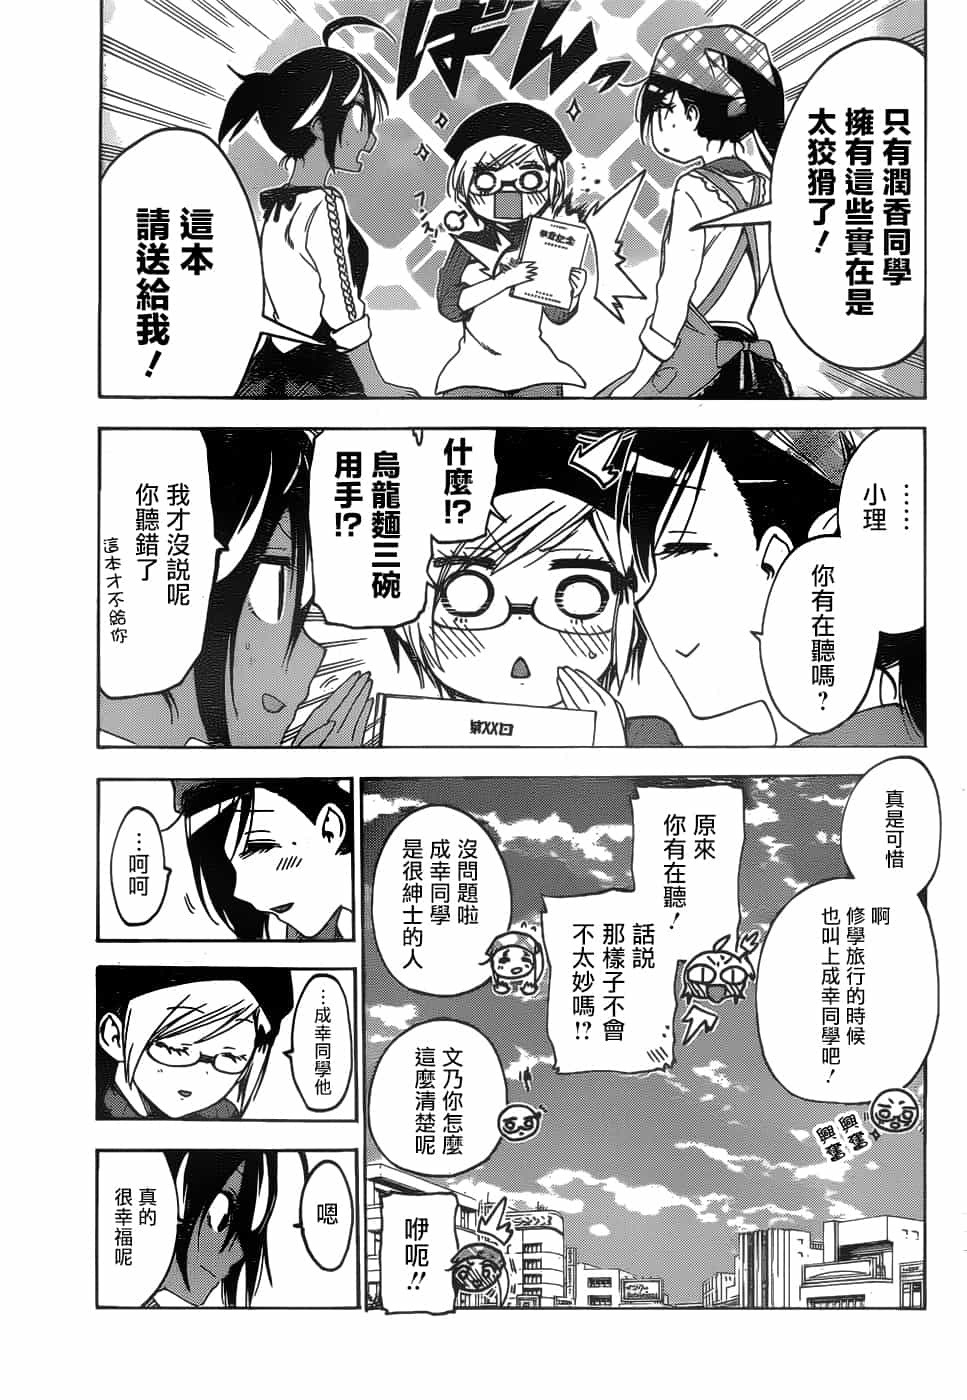 ばんっ
只有潤香同學
擁有這些實在是
太狡猾了！
這本
請送給我！
……
小理
你有在聽嗎？
什麼!?
烏龍麵三碗
用手!?
第XX回
我才沒説呢
你聽錯了
這本才不給你
真是可惜
啊
修學旅行的時候
也叫上成幸同學吧！
興奮
興奮
原來
你有在聽！
話説
那樣子不會
不太妙嗎!?
沒問題啦
成幸同學
是很紳士的人
文乃你怎麼
這麼清楚呢
咿呃!!
…呵呵
…成幸同學他
嗯
真的
很幸福呢